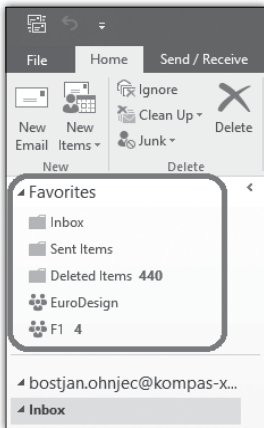 File Home Send / Receive
Ignore
Clean Up
Junk
New Email
New Items
Delete
New Delete
Favorites
Inbox
Sent Items
Deleted Items 440
EuroDesign
F1 4
bostjan.ohnjec@kompas-x...
Inbox